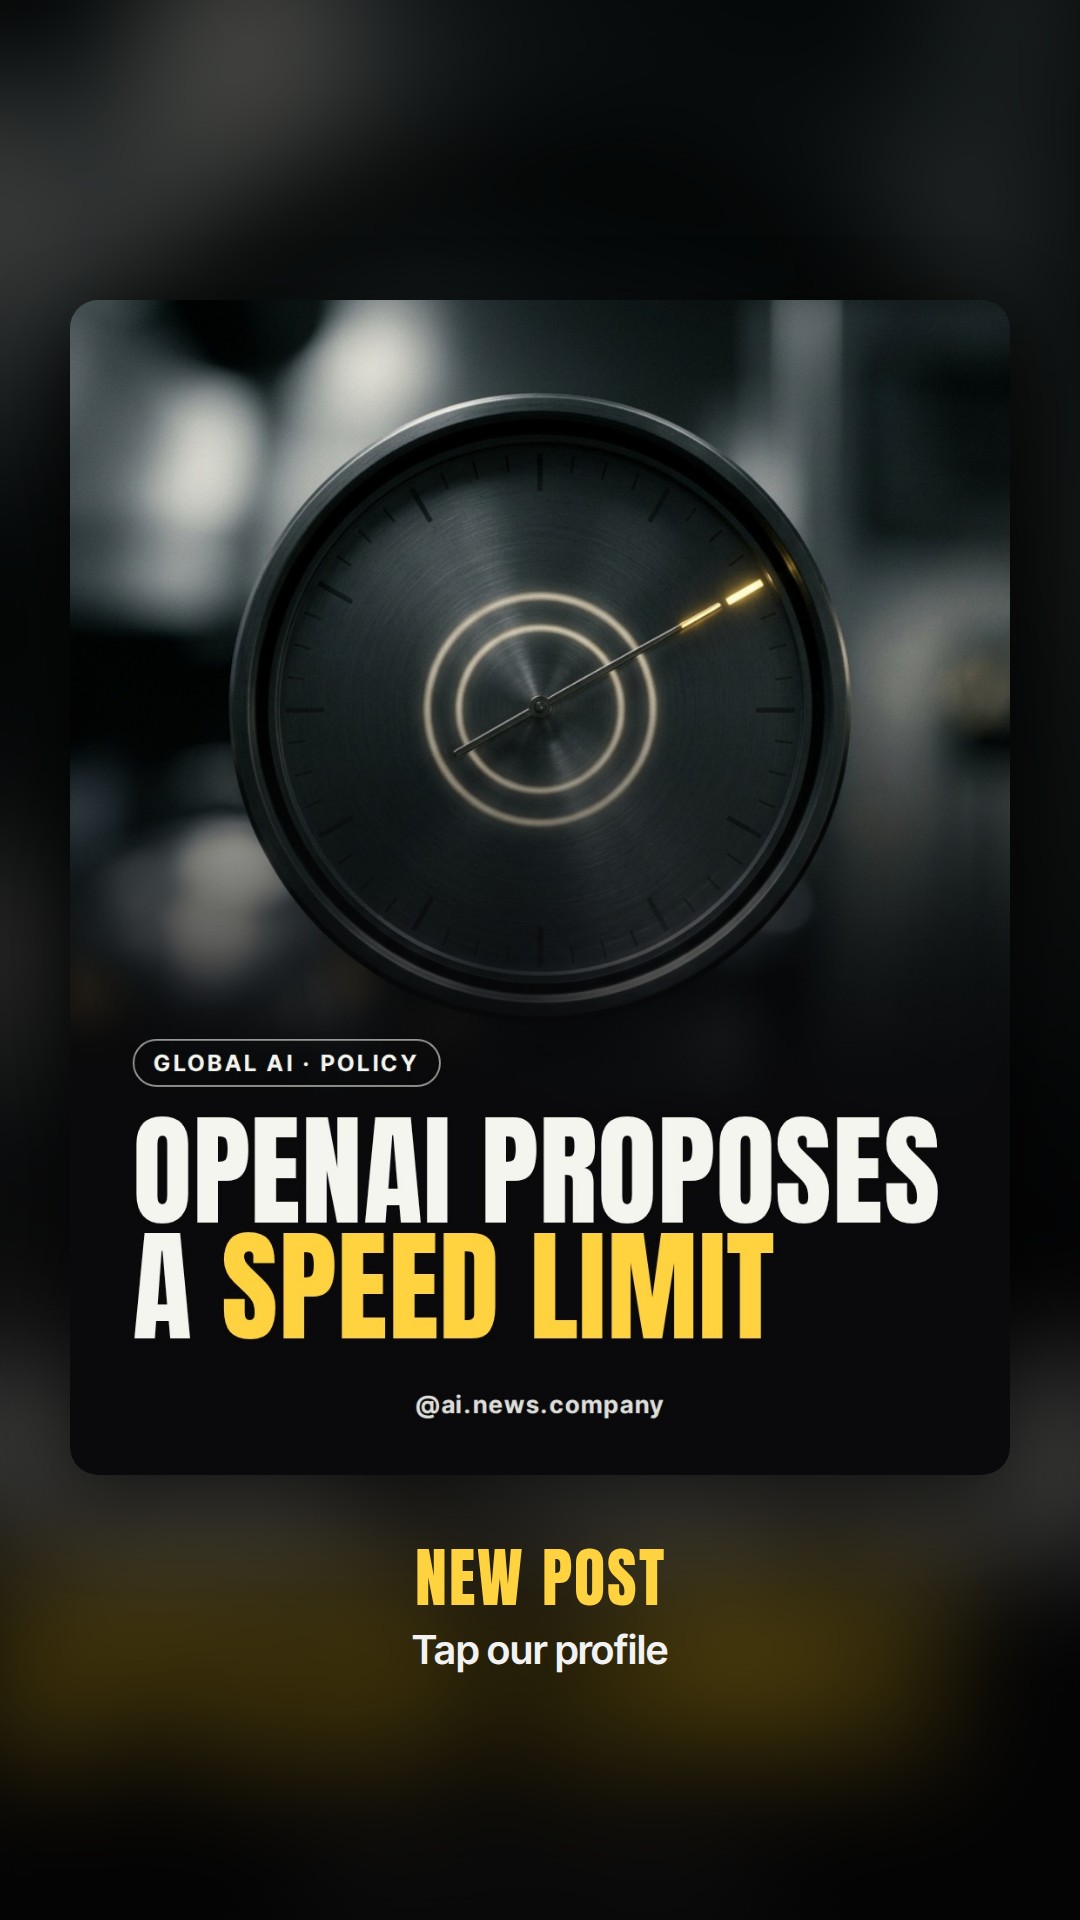 GLOBAL AI · POLICY
OPENAI PROPOSES
A SPEED LIMIT
@ai.news.company
NEW POST
Tap our profile